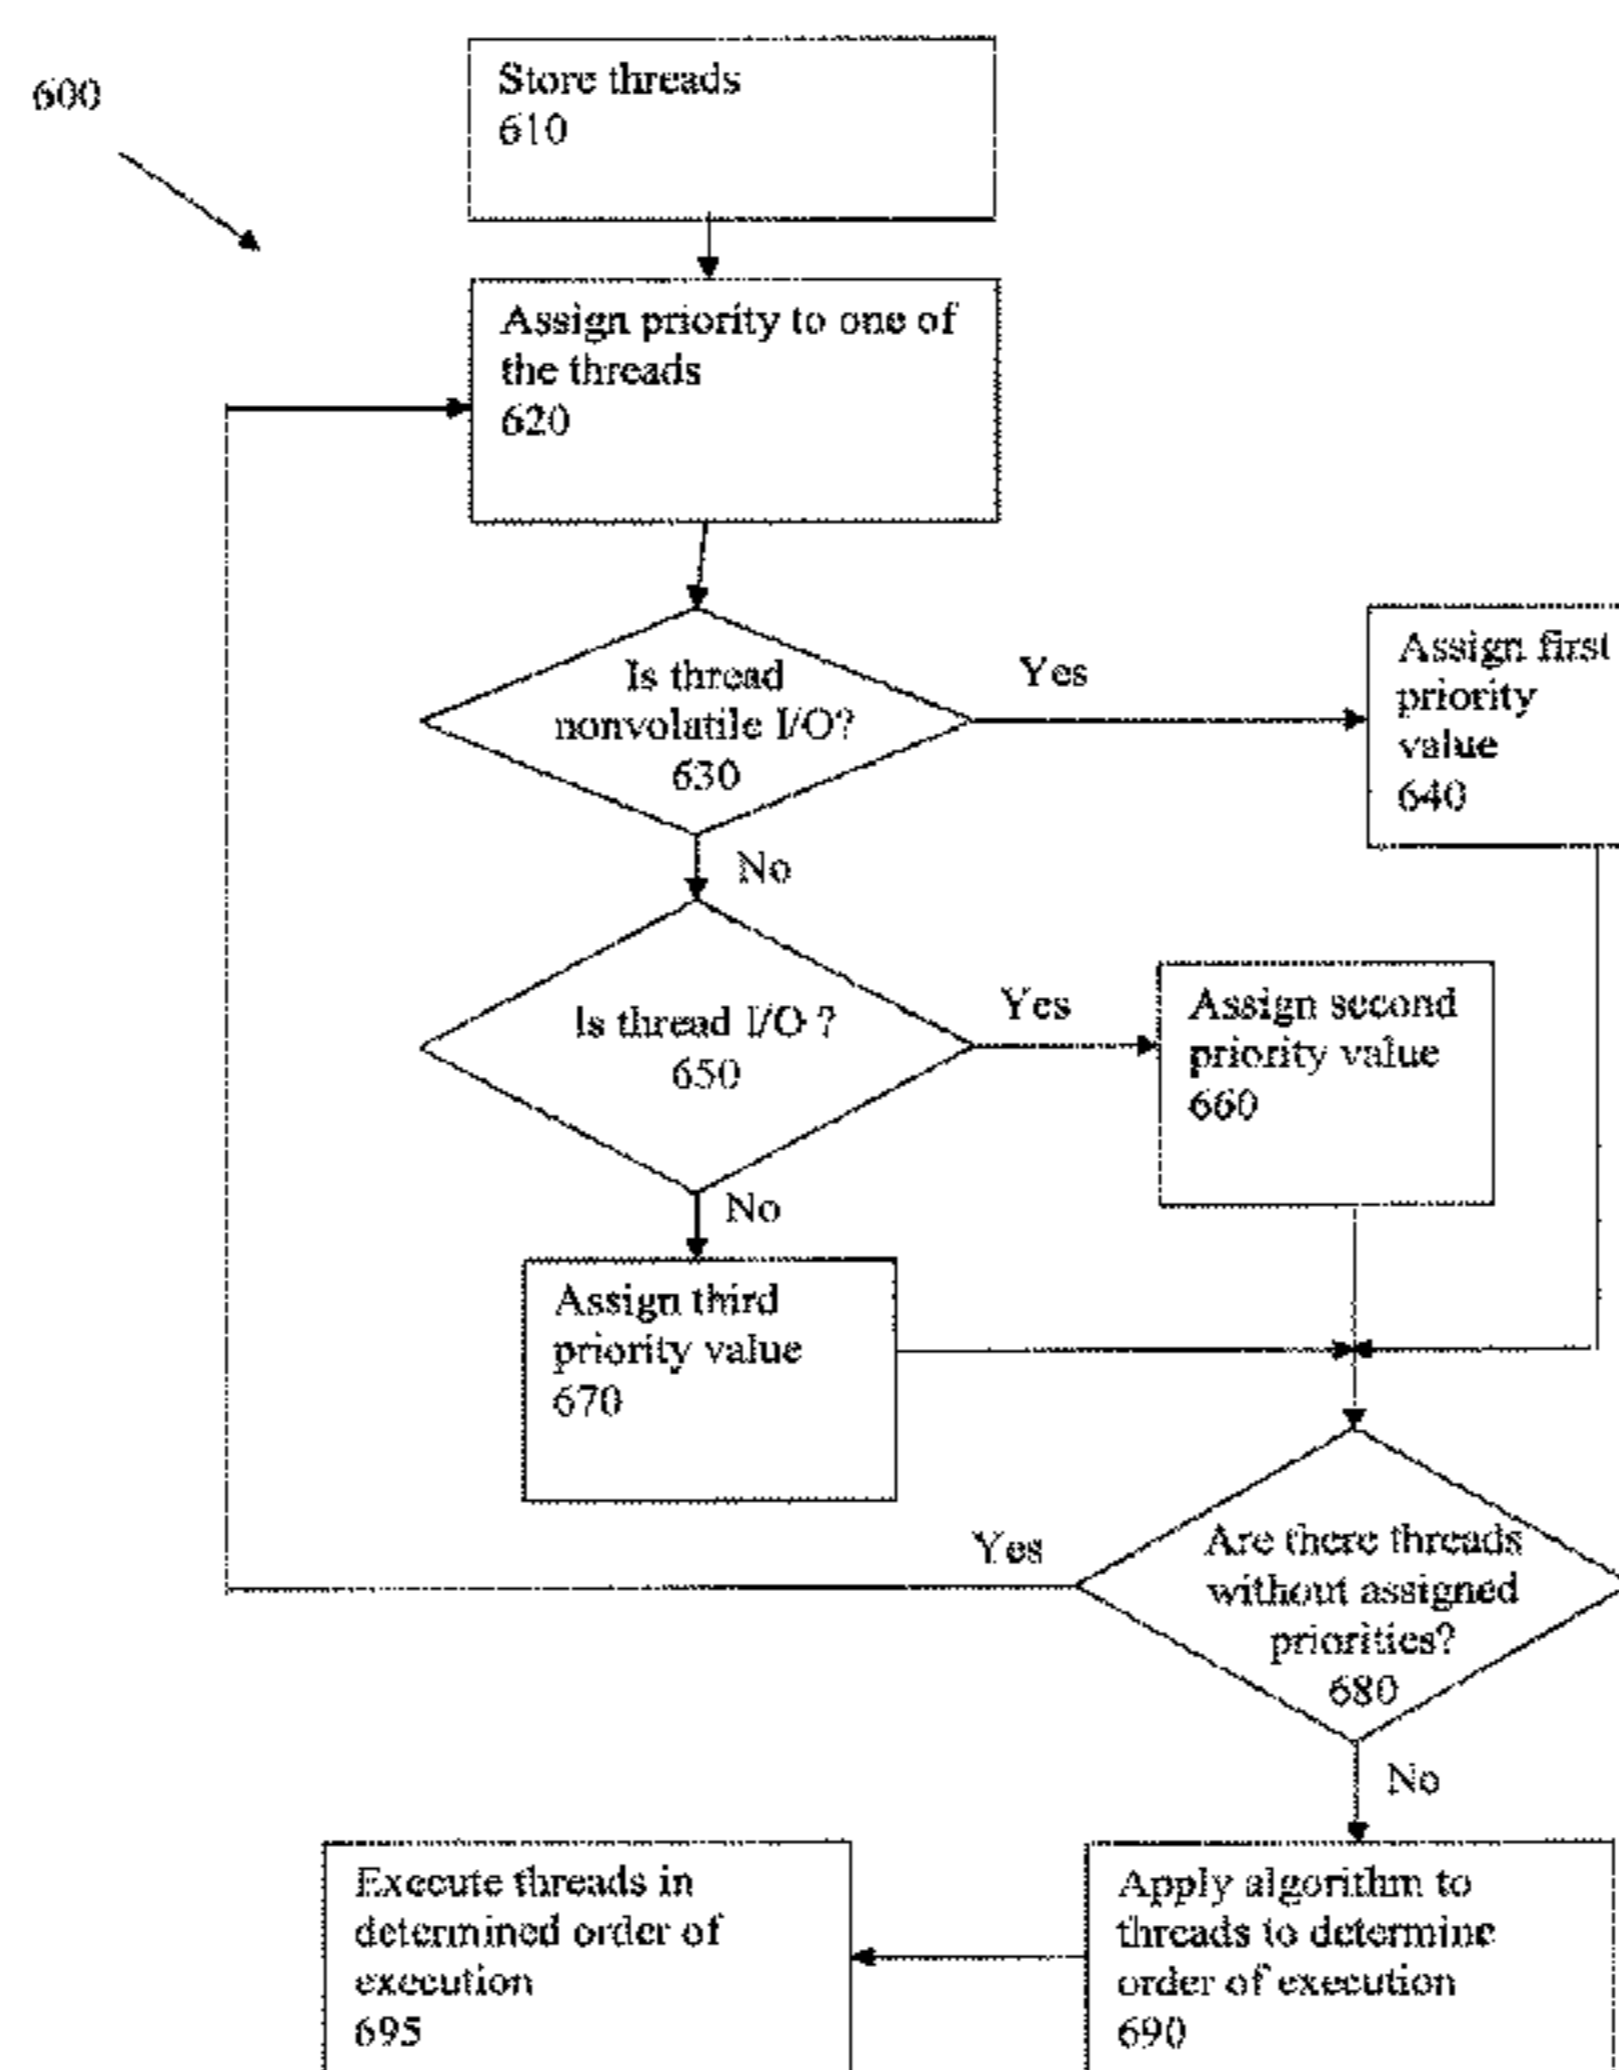 600
Store threads
610
Assign priority to one of
the threads
620
Is thread
nonvolatile I/O?
630
Yes
Assign first
priority
value
640
No
Is thread I/O ?
650
Yes
Assign second
priority value
660
No
Assign third
priority value
670
Yes
Are there threads
without assigned
priorities?
680
No
Execute threads in
determined order of
execution
695
Apply algorithm to
threads to determine
order of execution
690